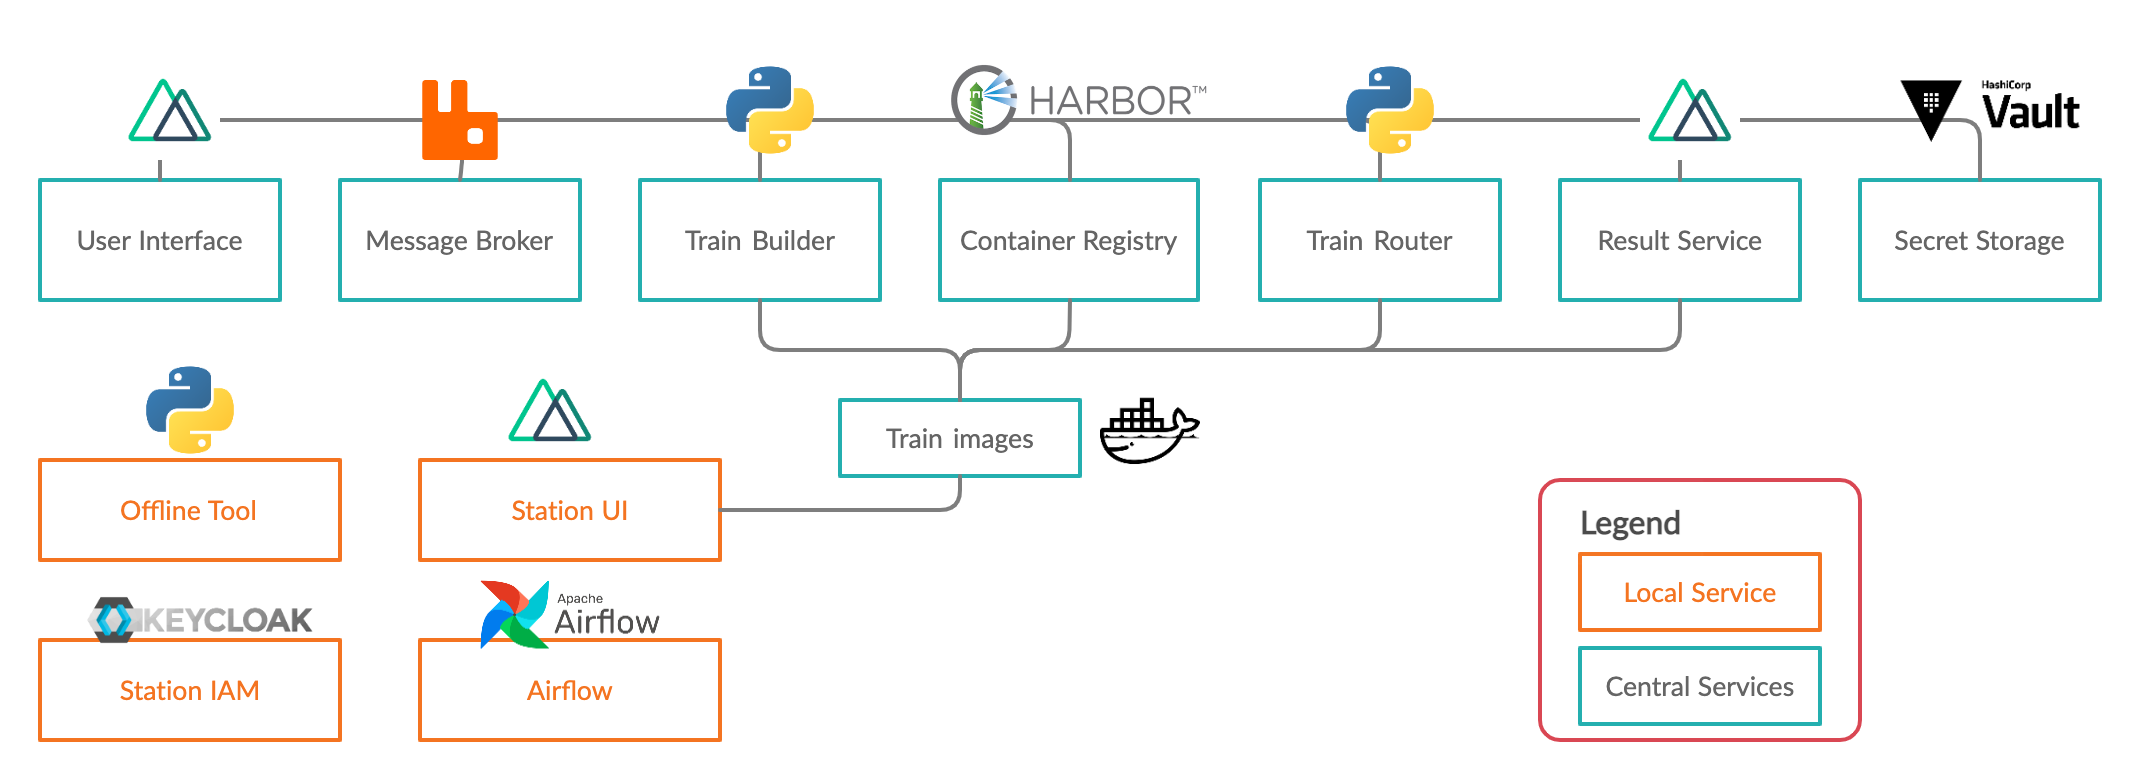 HARBOR™
HashiCorp
Vault
User Interface
Message Broker
Train Builder
Container Registry
Train Router
Result Service
Secret Storage
Train images
Offline Tool
Station UI
KEYCLOAK
Apache
Airflow
Station IAM
Airflow
Legend
Local Service
Central Services